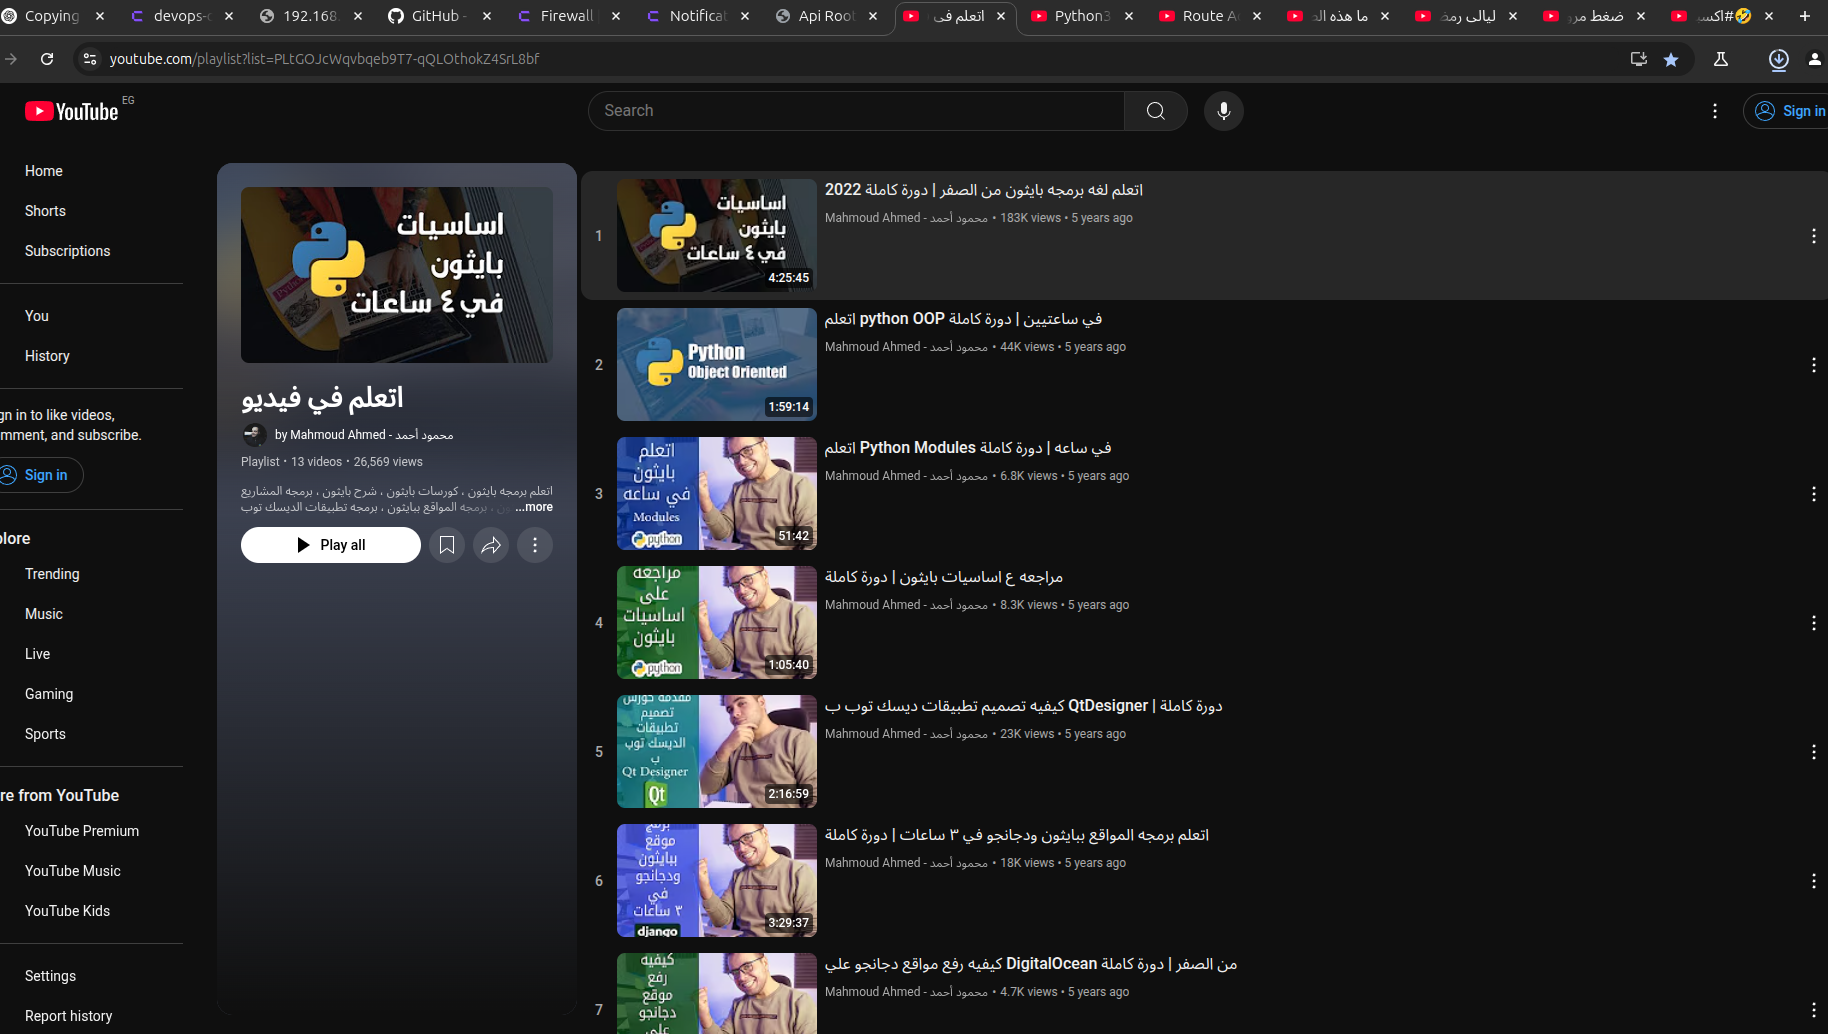 Copying
devops-c
192.168.
GitHub -
Firewall
Notificat
Api Root
اتعلم في
Python3
Route Ac
ما هذه الص
ليالي رمض
ضغط مرو
#اكسب
youtube.com/playlist?list=PLtGOJcWqvbqeb9T7-qQLOthokZ4SrL8bf
YouTube EG
Search
Sign in
Home
Shorts
Subscriptions
You
History
gn in to like videos,
mment, and subscribe.
Sign in
plore
Trending
Music
Live
Gaming
Sports
re from YouTube
YouTube Premium
YouTube Music
YouTube Kids
Settings
Report history
اساسيات
بايثون
في ٤ ساعات
اتعلم في فيديو
by Mahmoud Ahmed - محمود أحمد
Playlist • 13 videos • 26,569 views
اتعلم برمجه بايثون ، كورسات بايثون ، شرح بايثون ، برمجه المشاريع
ون ، برمجه المواقع ببايثون ، برمجه تطبيقات الديسك توب
...more
Play all
1
اساسيات
بايثون
في ٤ ساعات
4:25:45
اتعلم لغه برمجه بايثون من الصفر | دورة كاملة 2022
Mahmoud Ahmed - محمود أحمد • 183K views • 5 years ago
2
Python
Object Oriented
1:59:14
اتعلم python OOP في ساعتيين | دورة كاملة
Mahmoud Ahmed - محمود أحمد • 44K views • 5 years ago
3
اتعلم
بايثون
في ساعه
Modules
python
51:42
اتعلم Python Modules في ساعه | دورة كاملة
Mahmoud Ahmed - محمود أحمد • 6.8K views • 5 years ago
4
مراجعه
على
اساسيات
بايثون
python
1:05:40
مراجعه ع اساسيات بايثون | دورة كاملة
Mahmoud Ahmed - محمود أحمد • 8.3K views • 5 years ago
5
مقدمه كورس
تصميم
تطبيقات
الديسك توب
ب
Qt Designer
Qt
2:16:59
كيفيه تصميم تطبيقات ديسك توب ب QtDesigner | دورة كاملة
Mahmoud Ahmed - محمود أحمد • 23K views • 5 years ago
6
برمج
موقع
ببايثون
ودجانجو
في
٣ ساعات
django
3:29:37
اتعلم برمجه المواقع ببايثون ودجانجو في ٣ ساعات | دورة كاملة
Mahmoud Ahmed - محمود أحمد • 18K views • 5 years ago
7
كيفيه
رفع
موقع
دجانجو
علي
كيفيه رفع مواقع دجانجو علي DigitalOcean من الصفر | دورة كاملة
Mahmoud Ahmed - محمود أحمد • 4.7K views • 5 years ago